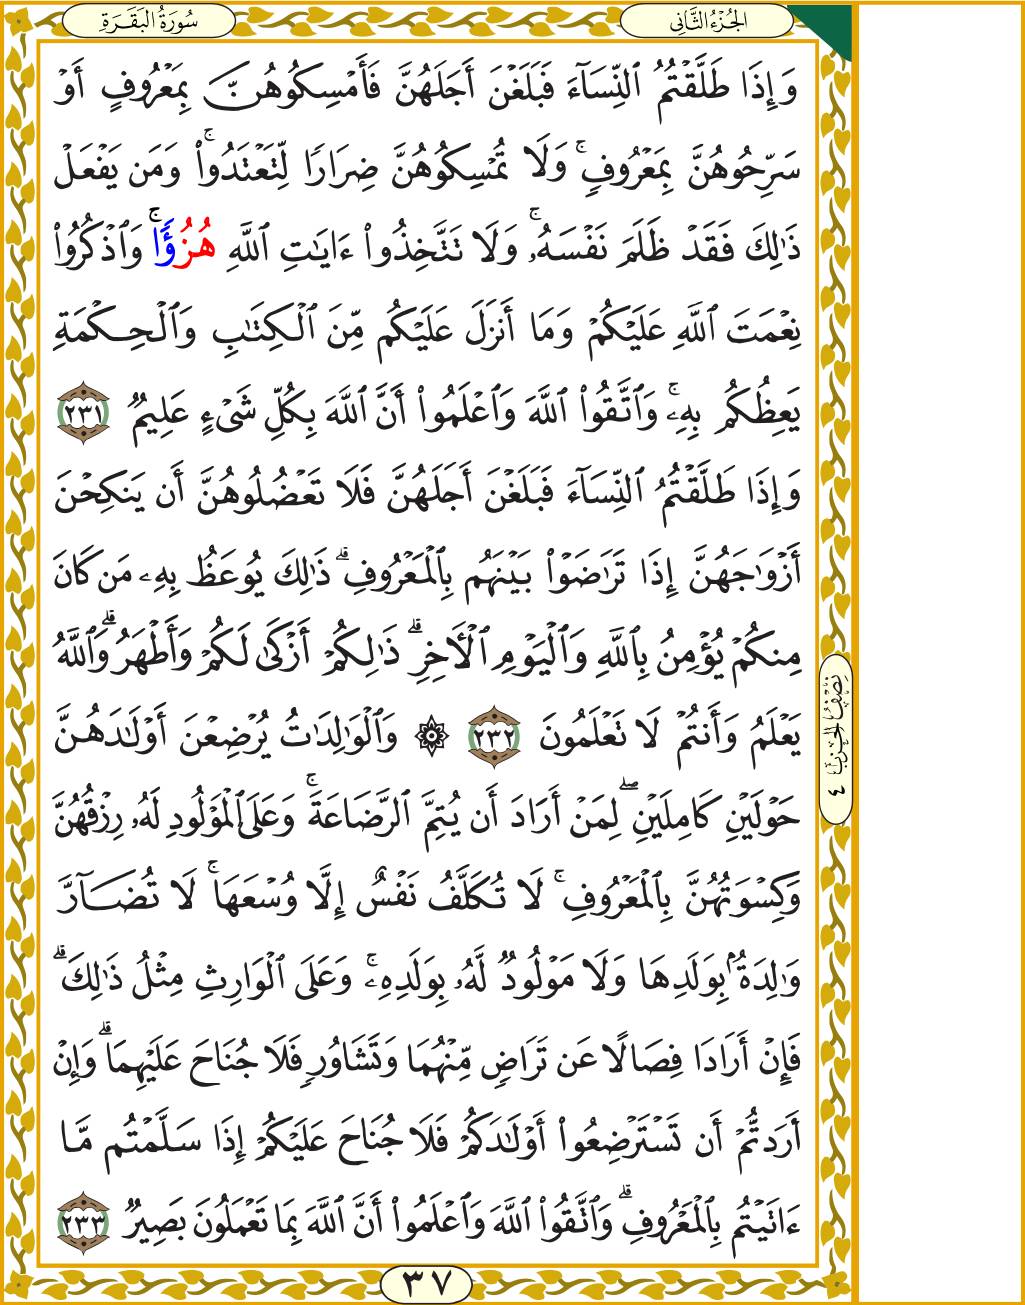 سُورَةُ البَقَرَةِ
الجُزْءُ الثَّانِى
وَإِذَا طَلَّقْتُمُ ٱلنِّسَآءَ فَبَلَغْنَ أَجَلَهُنَّ فَأَمْسِكُوهُنَّ بِمَعْرُوفٍ أَوْ
سَرِّحُوهُنَّ بِمَعْرُوفٍۚ وَلَا تُمْسِكُوهُنَّ ضِرَارًا لِّتَعْتَدُوا۟ۚ وَمَن يَفْعَلْ
ذَٰلِكَ فَقَدْ ظَلَمَ نَفْسَهُۥۚ وَلَا تَتَّخِذُوٓا۟ ءَايَٰتِ ٱللَّهِ هُزُؤًاۚ وَٱذْكُرُوا۟
نِعْمَتَ ٱللَّهِ عَلَيْكُمْ وَمَآ أَنزَلَ عَلَيْكُم مِّنَ ٱلْكِتَٰبِ وَٱلْحِكْمَةِ
يَعِظُكُم بِهِۦۚ وَٱتَّقُوا۟ ٱللَّهَ وَٱعْلَمُوٓا۟ أَنَّ ٱللَّهَ بِكُلِّ شَىْءٍ عَلِيمٌ ٢٣١
وَإِذَا طَلَّقْتُمُ ٱلنِّسَآءَ فَبَلَغْنَ أَجَلَهُنَّ فَلَا تَعْضُلُوهُنَّ أَن يَنكِحْنَ
أَزْوَٰجَهُنَّ إِذَا تَرَٰضَوْا۟ بَيْنَهُم بِٱلْمَعْرُوفِۗ ذَٰلِكَ يُوعَظُ بِهِۦ مَن كَانَ
مِنكُمْ يُؤْمِنُ بِٱللَّهِ وَٱلْيَوْمِ ٱلْأَخِرِۗ ذَٰلِكُمْ أَزْكَىٰ لَكُمْ وَأَطْهَرُۗ وَٱللَّهُ
يَعْلَمُ وَأَنتُمْ لَا تَعْلَمُونَ ٢٣٢ ۞ وَٱلْوَٰلِدَٰتُ يُرْضِعْنَ أَوْلَٰدَهُنَّ
حَوْلَيْنِ كَامِلَيْنِۖ لِمَنْ أَرَادَ أَن يُتِمَّ ٱلرَّضَاعَةَۚ وَعَلَى ٱلْمَوْلُودِ لَهُۥ رِزْقُهُنَّ
وَكِسْوَتُهُنَّ بِٱلْمَعْرُوفِۚ لَا تُكَلَّفُ نَفْسٌ إِلَّا وُسْعَهَاۚ لَا تُضَآرَّ
وَٰلِدَةٌۢ بِوَلَدِهَا وَلَا مَوْلُودٌ لَّهُۥ بِوَلَدِهِۦۚ وَعَلَى ٱلْوَارِثِ مِثْلُ ذَٰلِكَۗ
فَإِنْ أَرَادَا فِصَالًا عَن تَرَاضٍ مِّنْهُمَا وَتَشَاوُرٍ فَلَا جُنَاحَ عَلَيْهِمَاۗ وَإِنْ
أَرَدتُّمْ أَن تَسْتَرْضِعُوٓا۟ أَوْلَٰدَكُمْ فَلَا جُنَاحَ عَلَيْكُمْ إِذَا سَلَّمْتُم مَّآ
ءَاتَيْتُم بِٱلْمَعْرُوفِۗ وَٱتَّقُوا۟ ٱللَّهَ وَٱعْلَمُوٓا۟ أَنَّ ٱللَّهَ بِمَا تَعْمَلُونَ بَصِيرٌ ٢٣٣
نِصْفُ الحِزْبِ ٤
٣٧